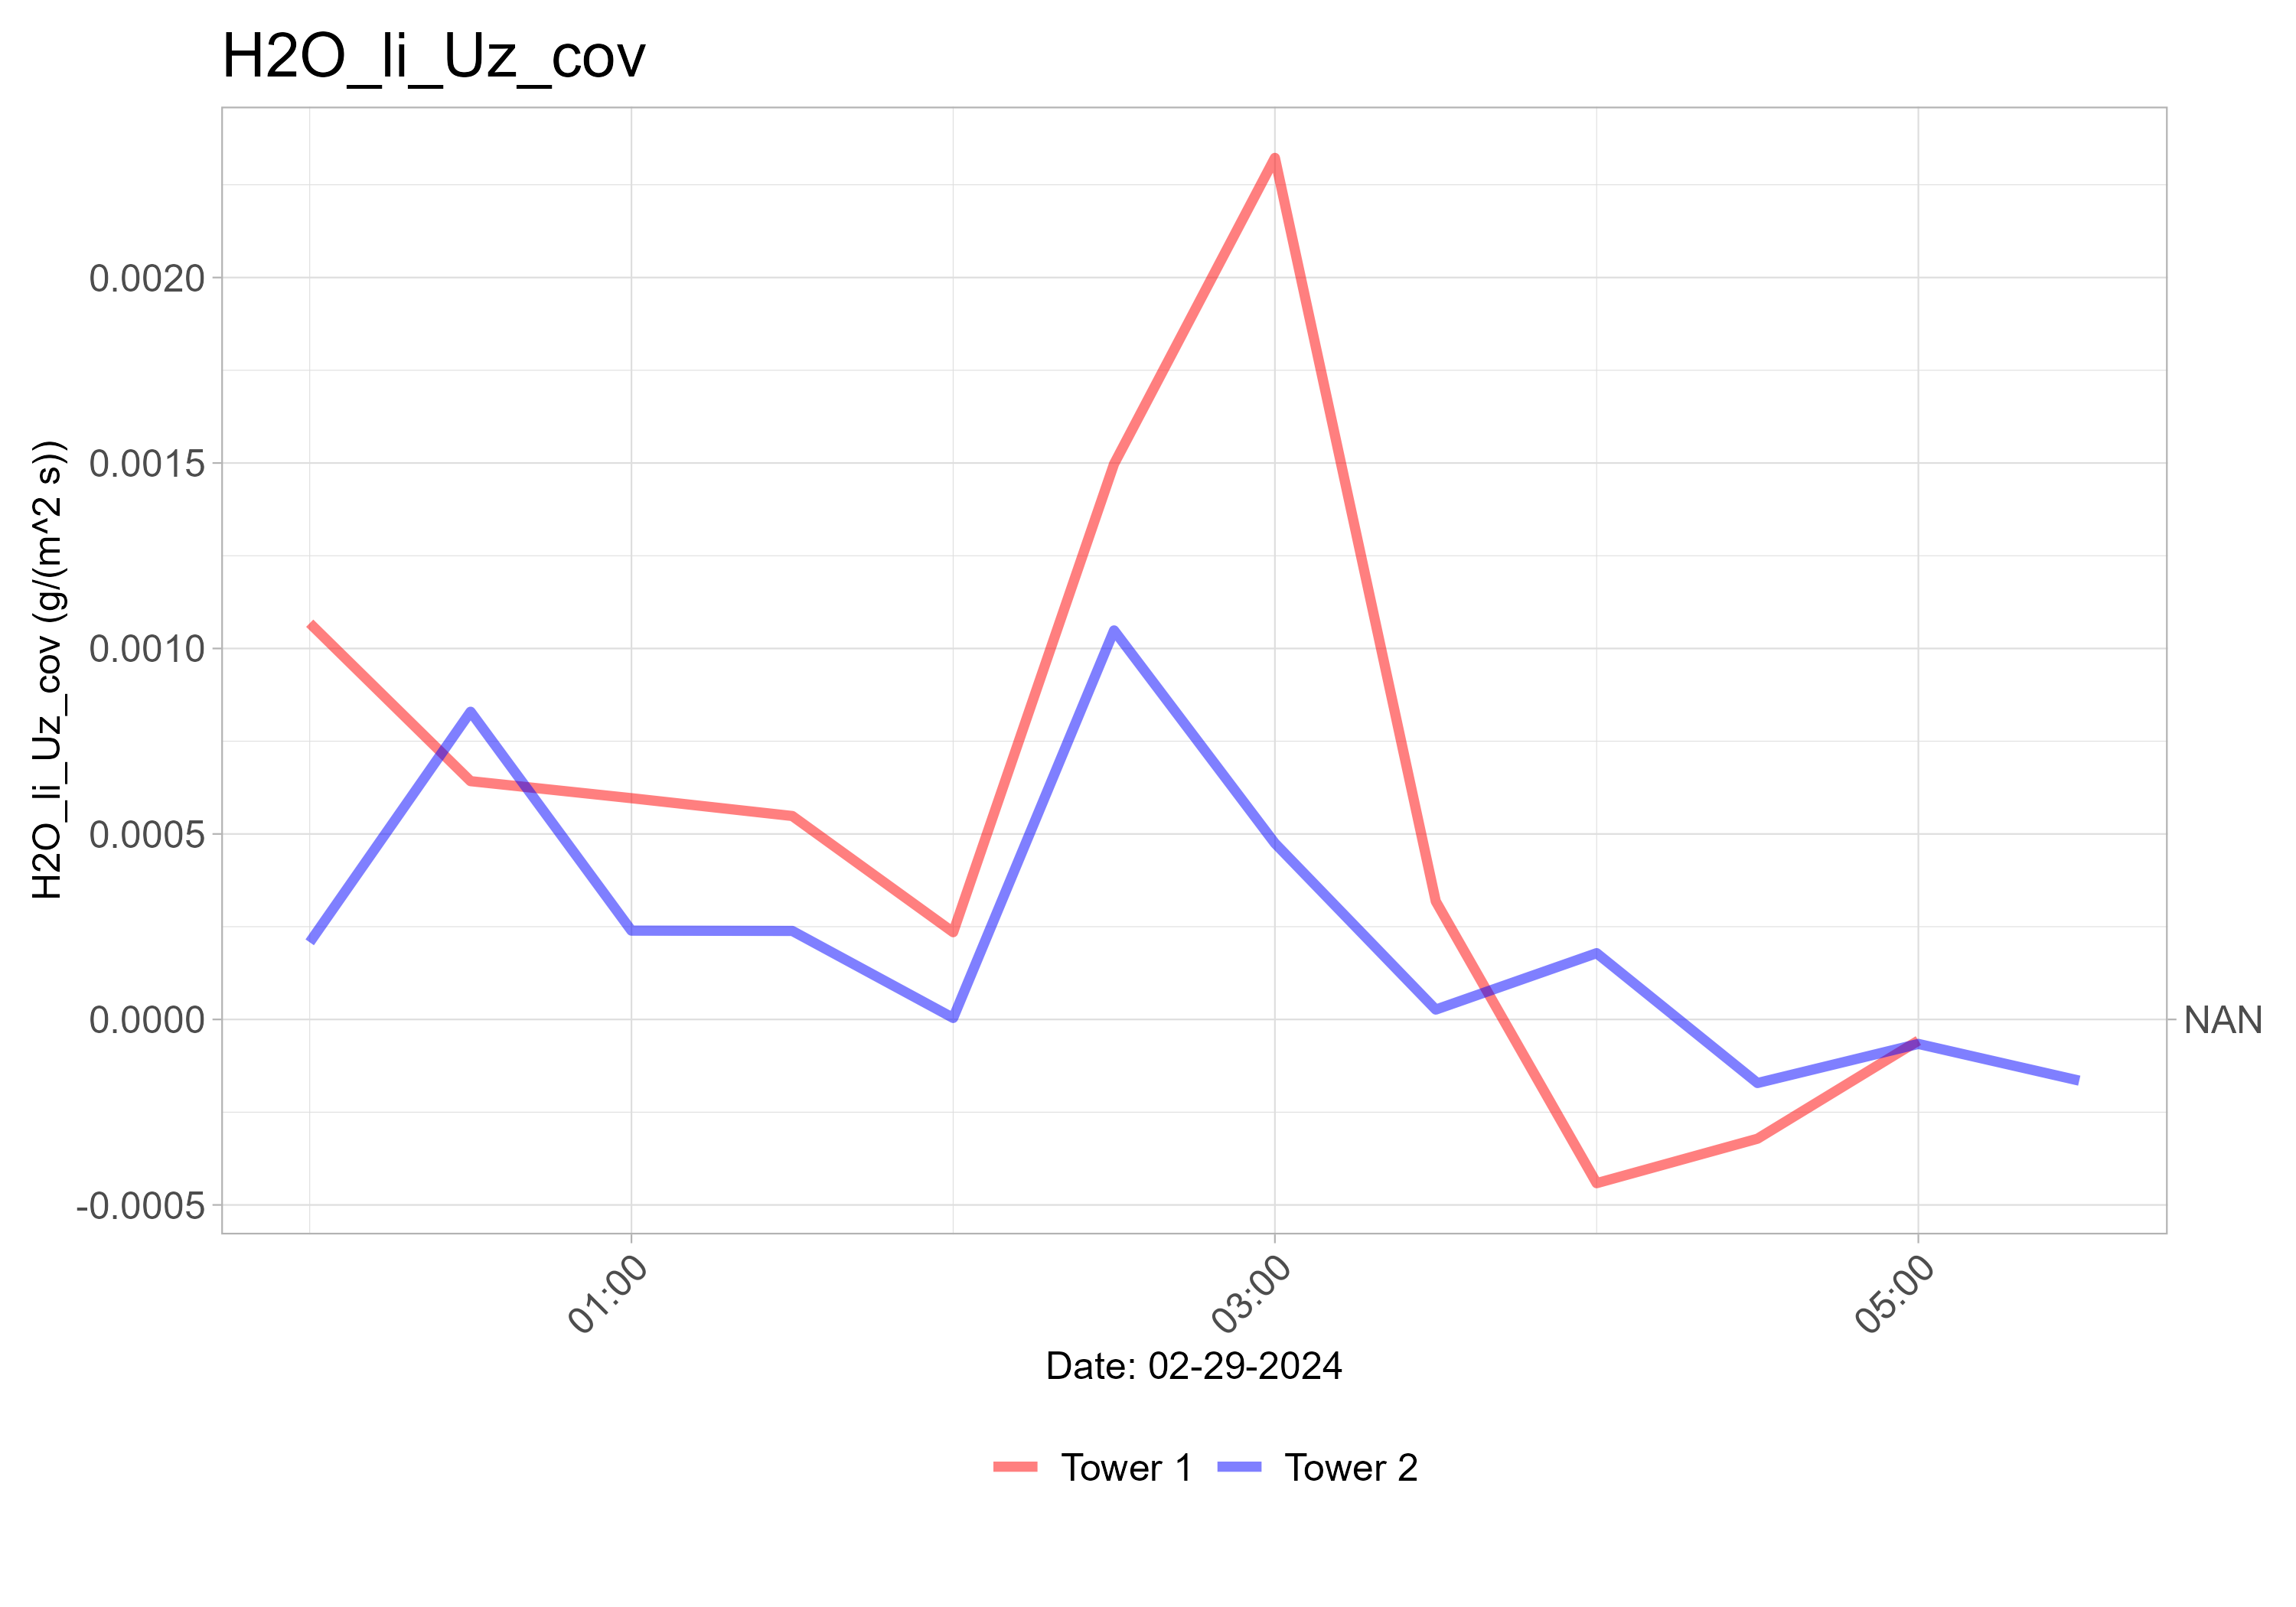 H2O_li_Uz_cov
H2O_li_Uz_cov (g/(m^2 s))
0.0020
0.0015
0.0010
0.0005
0.0000
-0.0005
NAN
01:00
03:00
05:00
Date: 02-29-2024
Tower 1
Tower 2